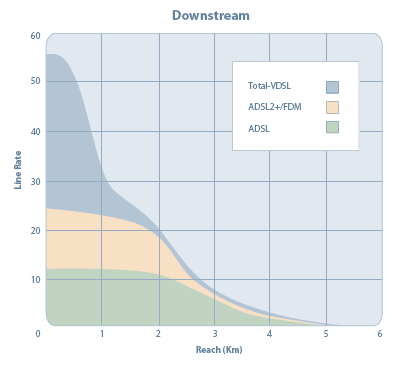 Downstream
60
50
40
30
20
10
Line Rate
Total-VDSL
ADSL2+/FDM
ADSL
0 1 2 3 4 5 6
Reach (Km)